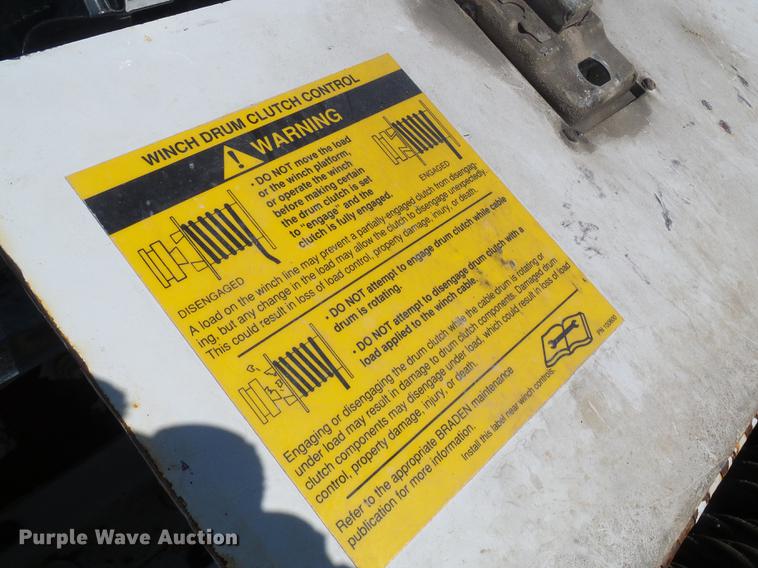 WINCH DRUM CLUTCH CONTROL
WARNING
• DO NOT move the load
or the winch platform,
or operate the winch
before making certain
the drum clutch is set
to "engage" and the
clutch is fully engaged.
DISENGAGED
ENGAGED
A load on the winch line may prevent a partially-engaged clutch from disengag-
ing, but any change in the load may allow the clutch to disengage unexpectedly.
This could result in loss of load control, property damage, injury, or death.
• DO NOT attempt to engage drum clutch while cable
drum is rotating.
• DO NOT attempt to disengage drum clutch with a
load applied to the winch cable.
Engaging or disengaging the drum clutch while the cable drum is rotating or
under load may result in damage to drum clutch components. Damaged drum
clutch components may disengage under load, which could result in loss of load
control, property damage, injury, or death.
Refer to the appropriate BRADEN maintenance
publication for more information.
Install this label near winch controls.
PN 100905
Purple Wave Auction